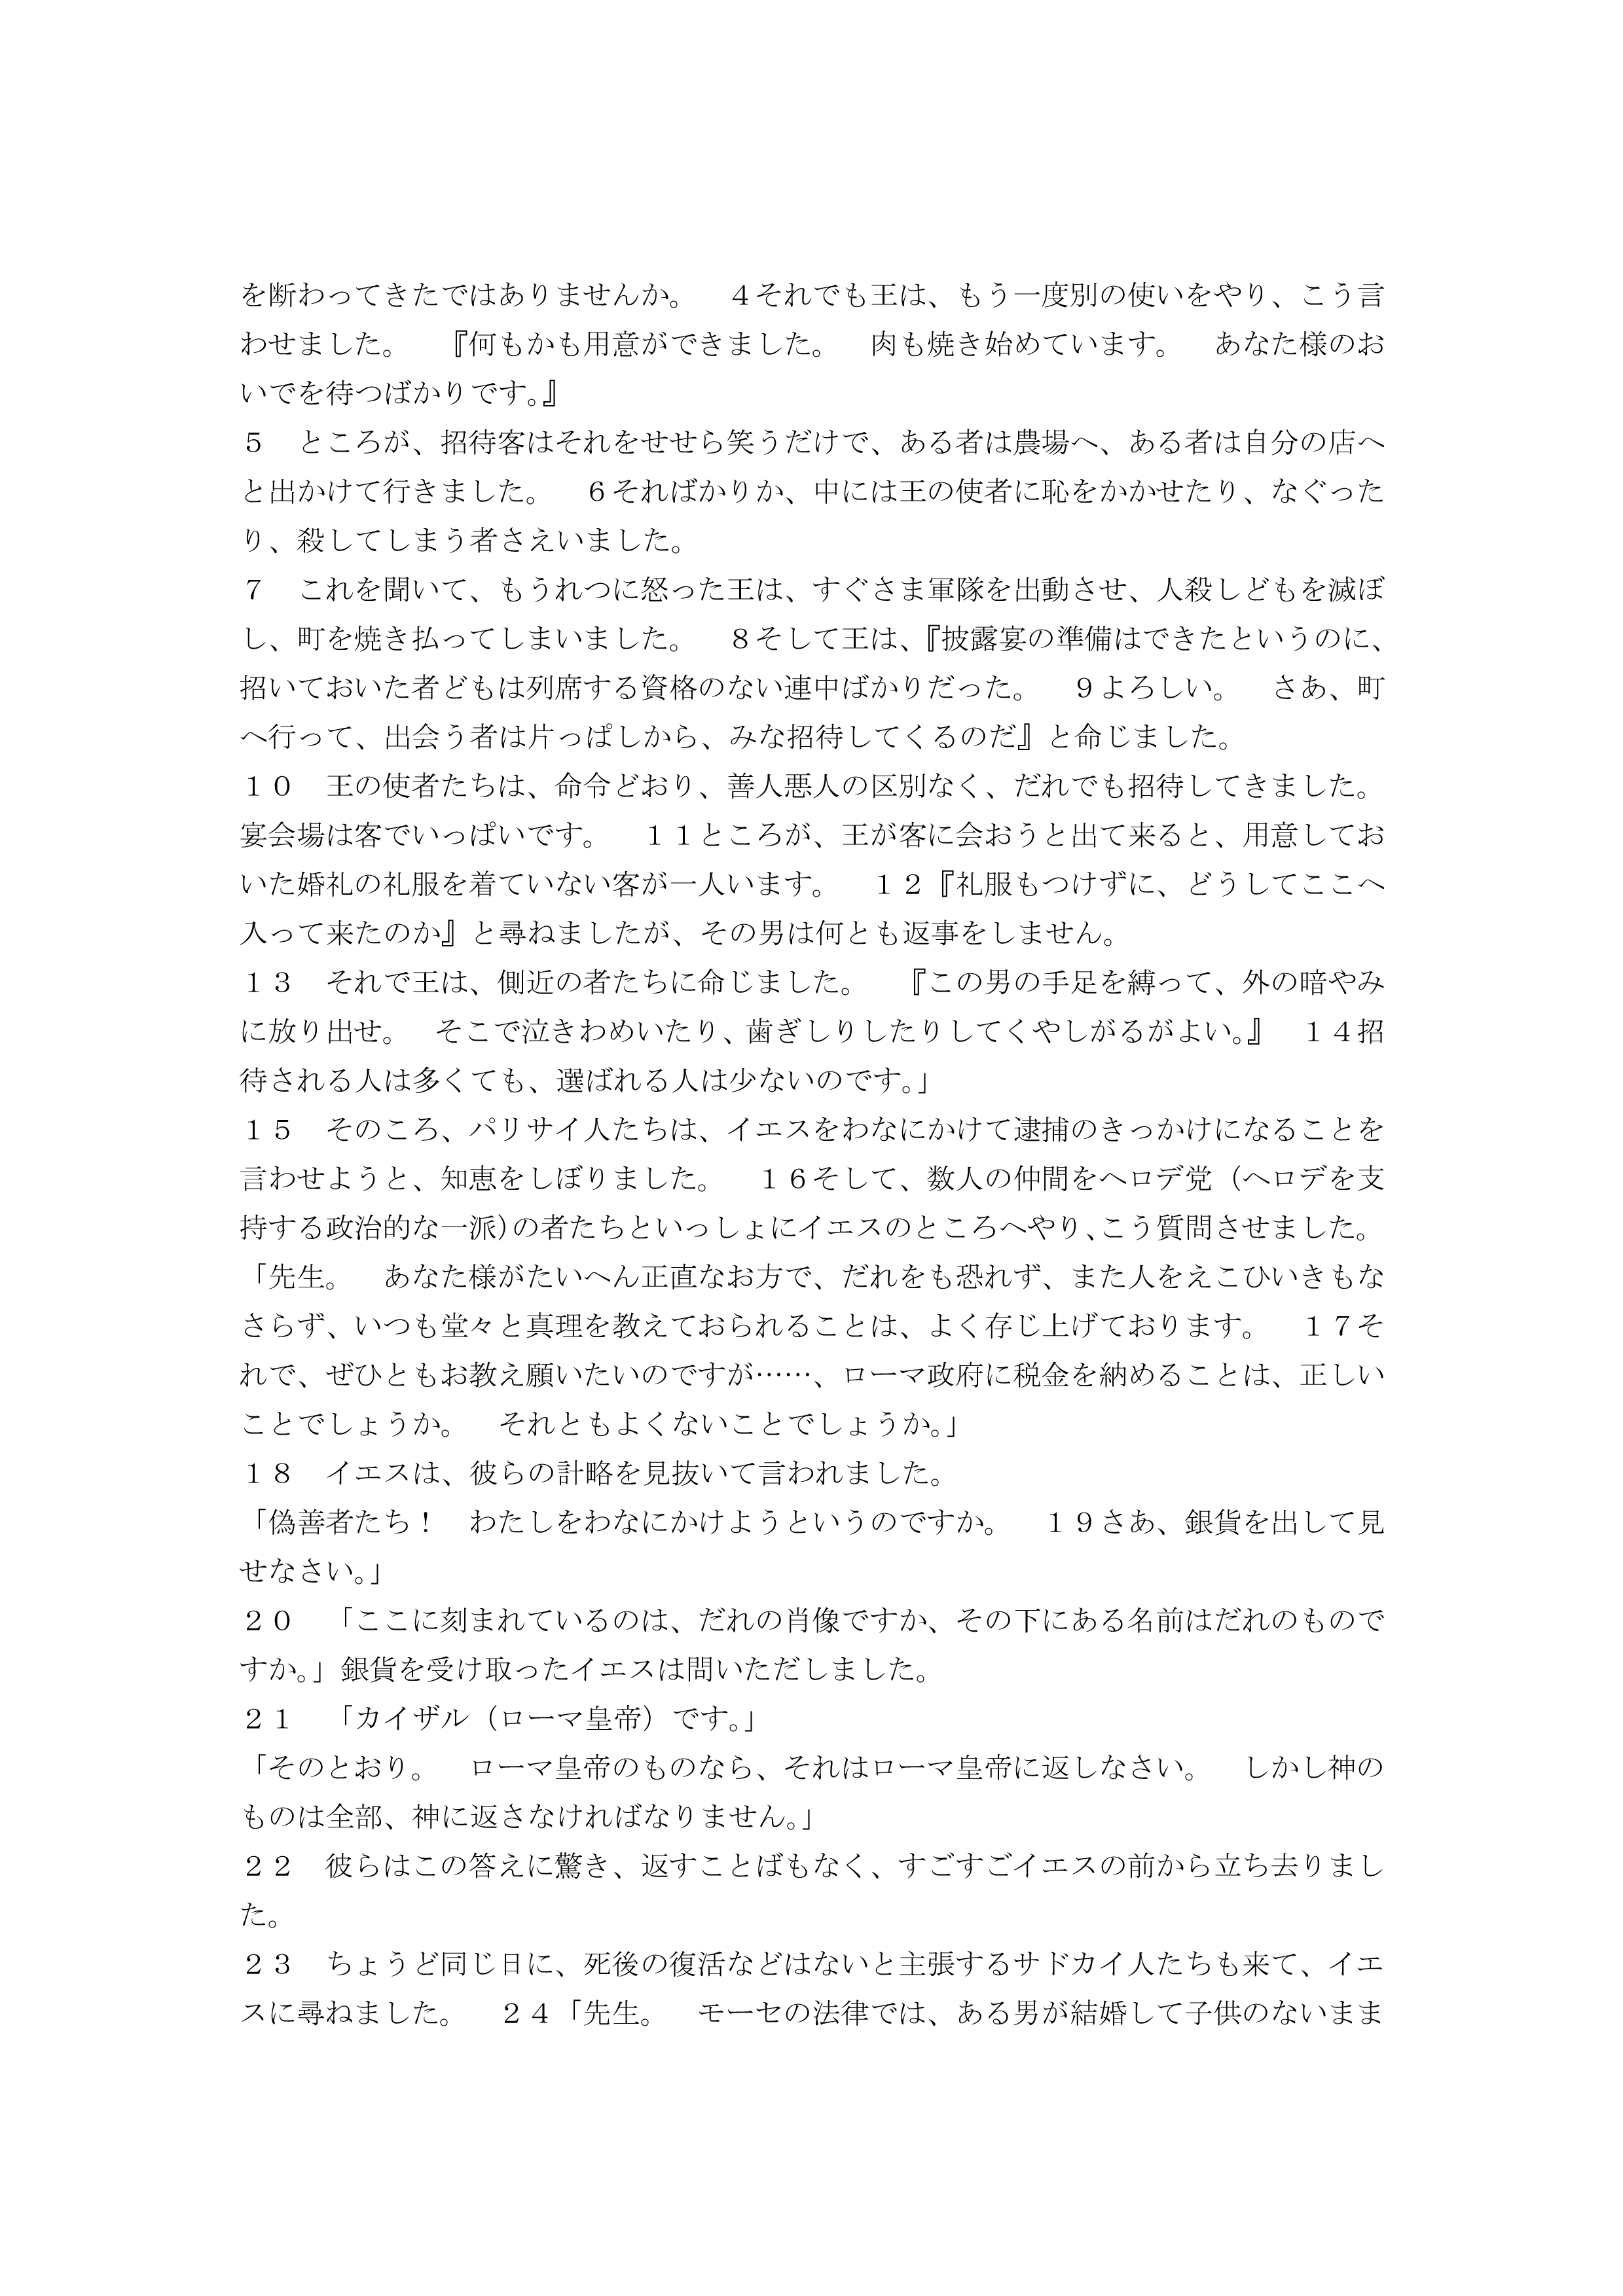 を断わってきたではありませんか。　４それでも王は、もう一度別の使いをやり、こう言
わせました。　『何もかも用意ができました。　肉も焼き始めています。　あなた様のお
いでを待つばかりです。』
５　ところが、招待客はそれをせせら笑うだけで、ある者は農場へ、ある者は自分の店へ
と出かけて行きました。　６そればかりか、中には王の使者に恥をかかせたり、なぐった
り、殺してしまう者さえいました。
７　これを聞いて、もうれつに怒った王は、すぐさま軍隊を出動させ、人殺しどもを滅ぼ
し、町を焼き払ってしまいました。　８そして王は、『披露宴の準備はできたというのに、
招いておいた者どもは列席する資格のない連中ばかりだった。　９よろしい。　さあ、町
へ行って、出会う者は片っぱしから、みな招待してくるのだ』と命じました。
１０　王の使者たちは、命令どおり、善人悪人の区別なく、だれでも招待してきました。
宴会場は客でいっぱいです。　１１ところが、王が客に会おうと出て来ると、用意してお
いた婚礼の礼服を着ていない客が一人います。　１２『礼服もつけずに、どうしてここへ
入って来たのか』と尋ねましたが、その男は何とも返事をしません。
１３　それで王は、側近の者たちに命じました。　『この男の手足を縛って、外の暗やみ
に放り出せ。　そこで泣きわめいたり、歯ぎしりしたりしてくやしがるがよい。』　１４招
待される人は多くても、選ばれる人は少ないのです。」
１５　そのころ、パリサイ人たちは、イエスをわなにかけて逮捕のきっかけになることを
言わせようと、知恵をしぼりました。　１６そして、数人の仲間をヘロデ党（ヘロデを支
持する政治的な一派）の者たちといっしょにイエスのところへやり、こう質問させました。
「先生。　あなた様がたいへん正直なお方で、だれをも恐れず、また人をえこひいきもな
さらず、いつも堂々と真理を教えておられることは、よく存じ上げております。　１７そ
れで、ぜひともお教え願いたいのですが……、ローマ政府に税金を納めることは、正しい
ことでしょうか。　それともよくないことでしょうか。」
１８　イエスは、彼らの計略を見抜いて言われました。
「偽善者たち！　わたしをわなにかけようというのですか。　１９さあ、銀貨を出して見
せなさい。」
２０　「ここに刻まれているのは、だれの肖像ですか、その下にある名前はだれのもので
すか。」銀貨を受け取ったイエスは問いただしました。
２１　「カイザル（ローマ皇帝）です。」
「そのとおり。　ローマ皇帝のものなら、それはローマ皇帝に返しなさい。　しかし神の
ものは全部、神に返さなければなりません。」
２２　彼らはこの答えに驚き、返すことばもなく、すごすごイエスの前から立ち去りまし
た。
２３　ちょうど同じ日に、死後の復活などはないと主張するサドカイ人たちも来て、イエ
スに尋ねました。　２４「先生。　モーセの法律では、ある男が結婚して子供のないまま